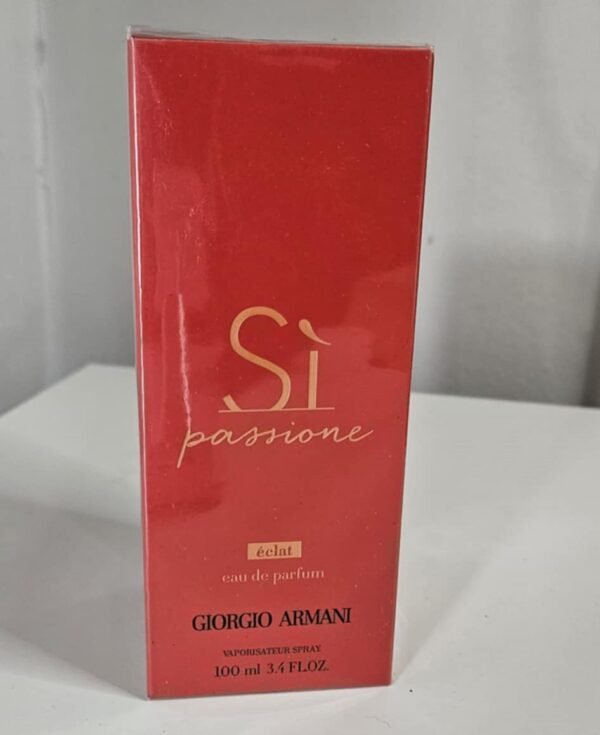 Sì
passione
éclat
eau de parfum
GIORGIO ARMANI
VAPORISATEUR SPRAY
100 ml 3.4 FL.OZ.